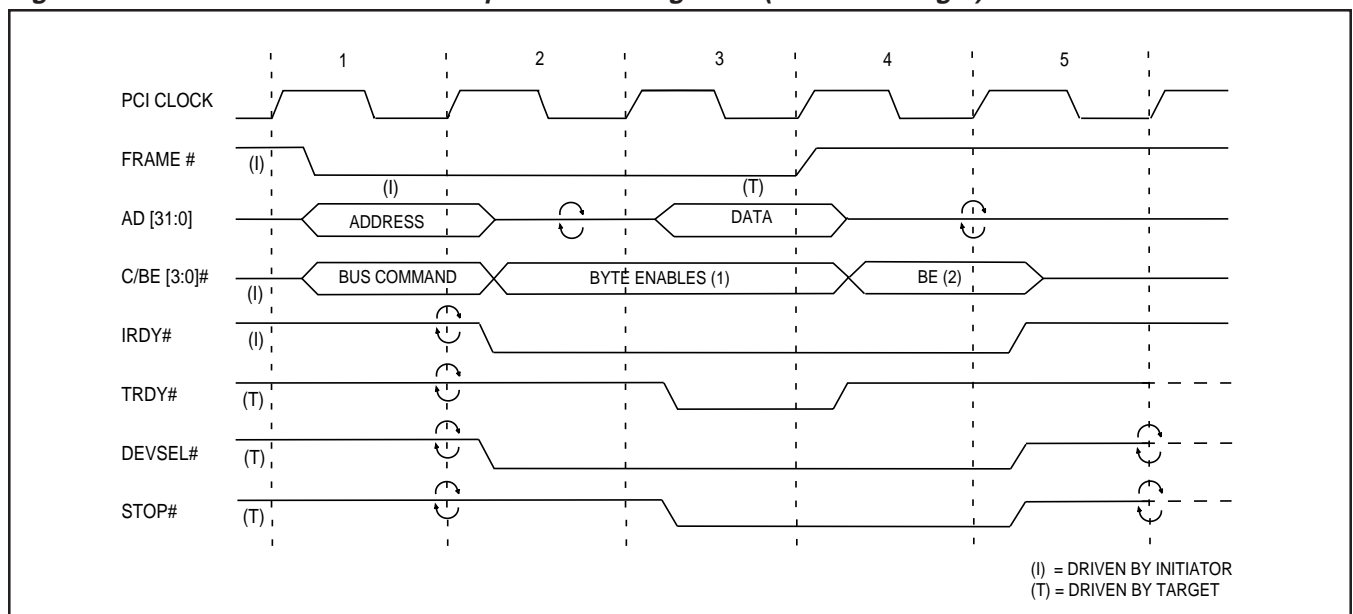 1 2 3 4 5
PCI CLOCK
FRAME # (I)
(I) (T)
AD [31:0] ADDRESS DATA
C/BE [3:0]# (I) BUS COMMAND BYTE ENABLES (1) BE (2)
IRDY# (I)
TRDY# (T)
DEVSEL# (T)
STOP# (T)
(I) = DRIVEN BY INITIATOR
(T) = DRIVEN BY TARGET